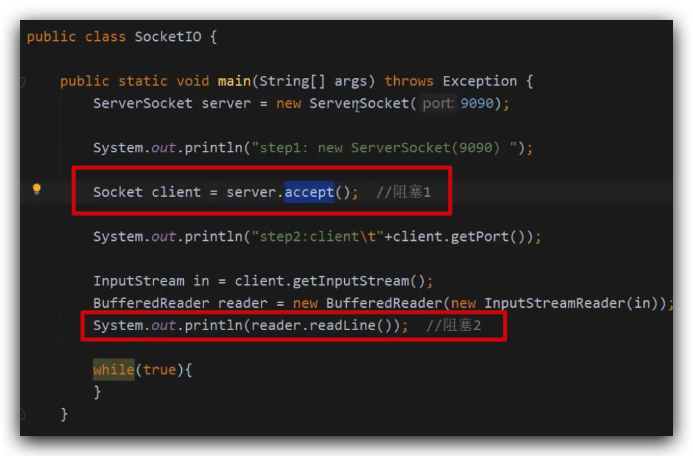 public class SocketIO {
public static void main(String[] args) throws Exception {
ServerSocket server = new ServerSocket( port: 9090);
System.out.println("step1: new ServerSocket(9090) ");
Socket client = server.accept(); //阻塞1
System.out.println("step2:client\t"+client.getPort());
InputStream in = client.getInputStream();
BufferedReader reader = new BufferedReader(new InputStreamReader(in));
System.out.println(reader.readLine()); //阻塞2
while(true){
}
}